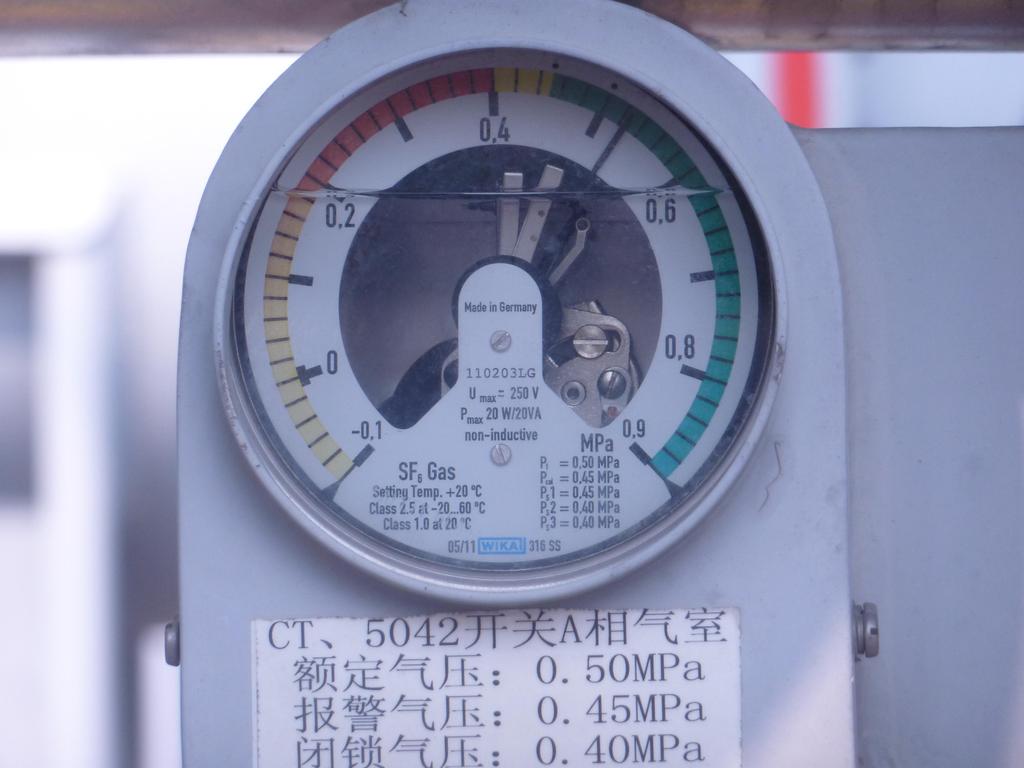 0,4
0,2
0,6
0
0,8
-0,1
0,9
Made in Germany
110203LG
U max = 250 V
P max 20 W/20VA
non-inductive
MPa
SF6 Gas
Setting Temp. +20 °C
Class 2.5 at -20...60 °C
Class 1.0 at 20 °C
Pr = 0,50 MPa
Pcal = 0,45 MPa
Ps1 = 0,45 MPa
Ps2 = 0,40 MPa
Ps3 = 0,40 MPa
05/11 WIKA 316 SS
CT、5042开关A相气室
额定气压：0.50MPa
报警气压：0.45MPa
闭锁气压：0.40MPa